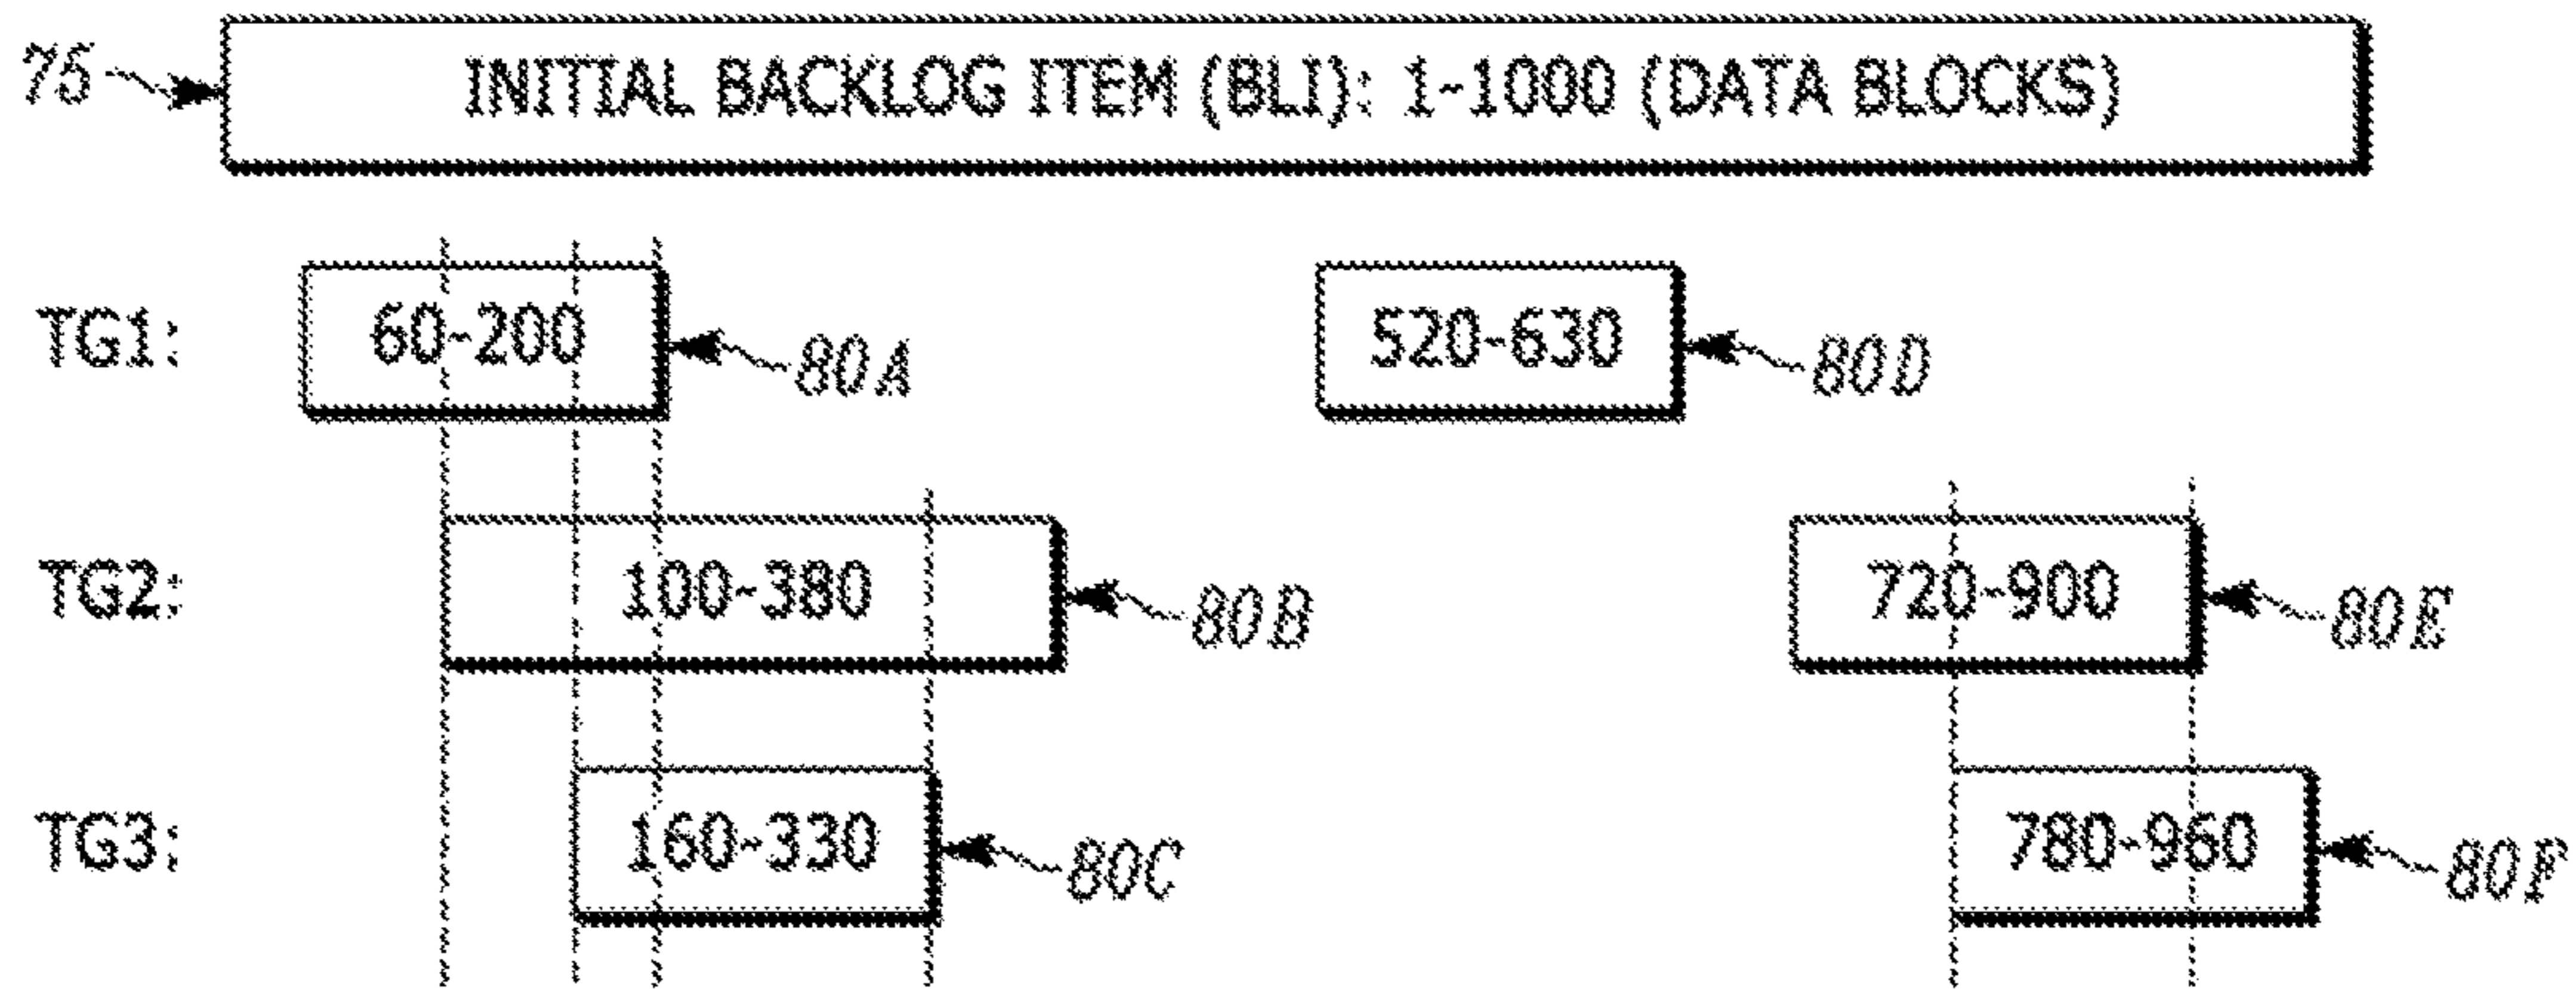 75 INITIAL BACKLOG ITEM (BLI): 1-1000 (DATA BLOCKS)
TG1: 60-200 80A 520-630 80D
TG2: 100-380 80B 720-900 80E
TG3: 160-330 80C 780-960 80F